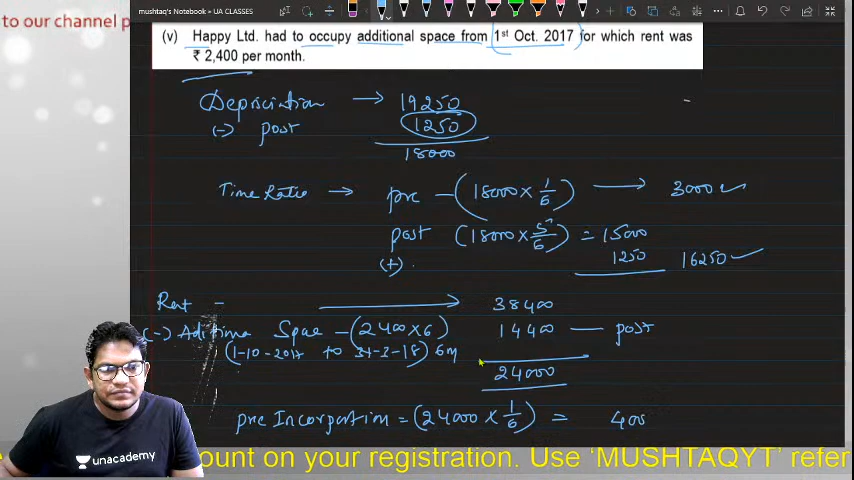 to our channel p
mushtaq's Notebook » UA CLASSES
(v) Happy Ltd. had to occupy additional space from 1st Oct. 2017 for which rent was
₹ 2,400 per month.
Depriciation → 19250
(-) post 1250
18000
Time Ratio → pre - (18000 × 1/6) → 3000 ✓
post (18000 × 5/6) = 15000
(+) 1250 16250 ✓
Rent - → 38400
(-) Aditiona Space - (2400×6) 14400 — post
(1-10-2017 to 31-3-18) 6m
24000
pre Incorportion = (24000 × 1/6) = 400
unacademy
ount on your registration. Use ‘MUSHTAQYT’ refer